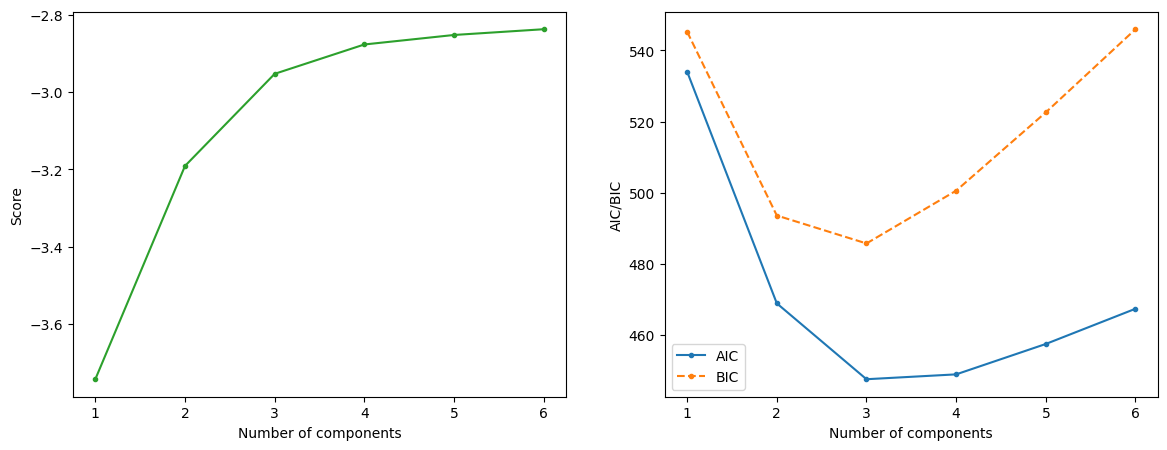 −2.8
−3.0
−3.2
−3.4
−3.6
Score
1 2 3 4 5 6
Number of components
540
520
500
480
460
AIC/BIC
AIC
BIC
1 2 3 4 5 6
Number of components